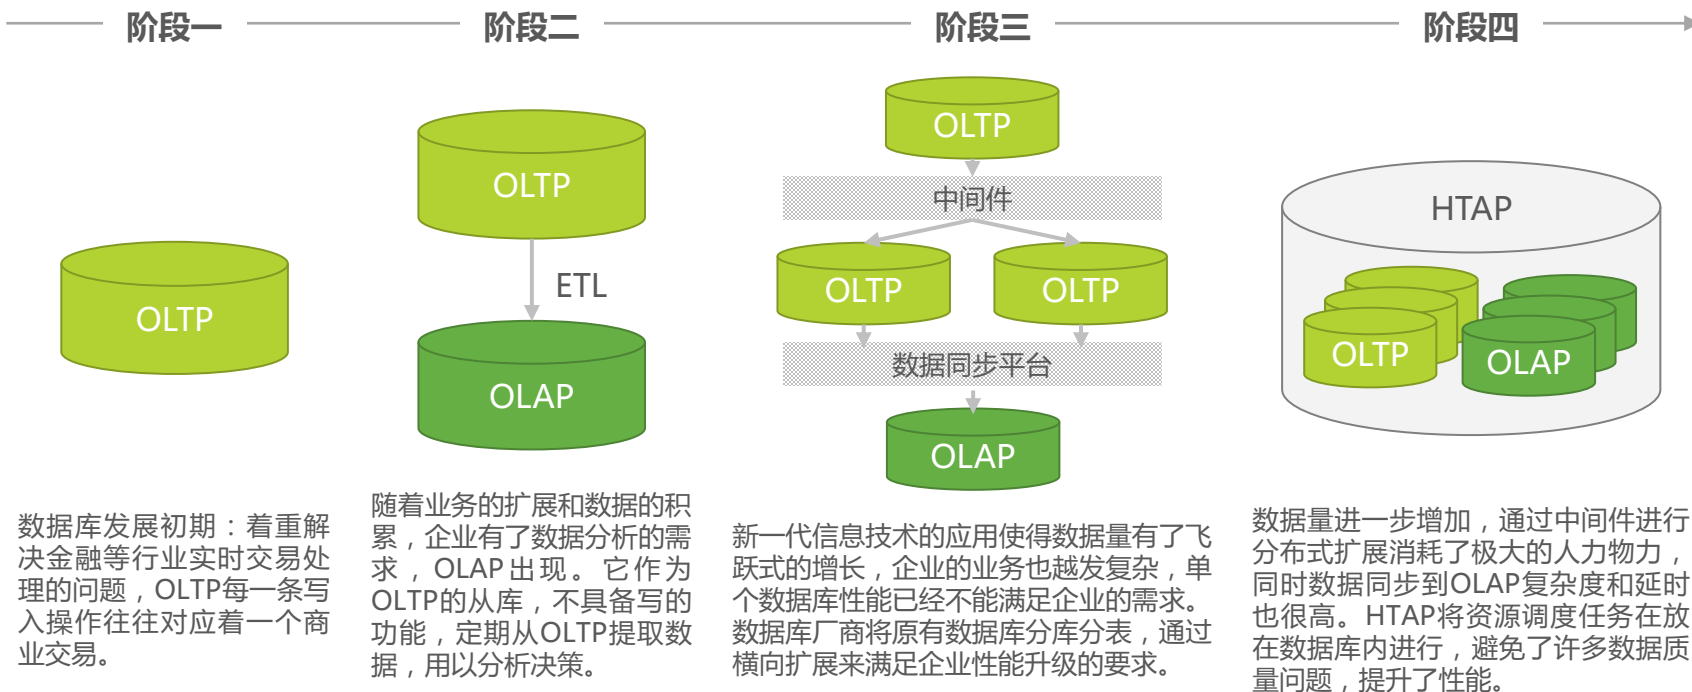 阶段一
阶段二
阶段三
阶段四
OLTP
OLTP
ETL
OLAP
OLTP
中间件
OLTP
OLTP
数据同步平台
OLAP
HTAP
OLTP
OLAP
数据库发展初期：着重解
决金融等行业实时交易处
理的问题，OLTP每一条写
入操作往往对应着一个商
业交易。
随着业务的扩展和数据的积
累，企业有了数据分析的需
求，OLAP出现。它作为
OLTP的从库，不具备写的
功能，定期从OLTP提取数
据，用以分析决策。
新一代信息技术的应用使得数据量有了飞
跃式的增长，企业的业务也越发复杂，单
个数据库性能已经不能满足企业的需求。
数据库厂商将原有数据库分库分表，通过
横向扩展来满足企业性能升级的要求。
数据量进一步增加，通过中间件进行
分布式扩展消耗了极大的人力物力，
同时数据同步到OLAP复杂度和延时
也很高。HTAP将资源调度任务在放
在数据库内进行，避免了许多数据质
量问题，提升了性能。